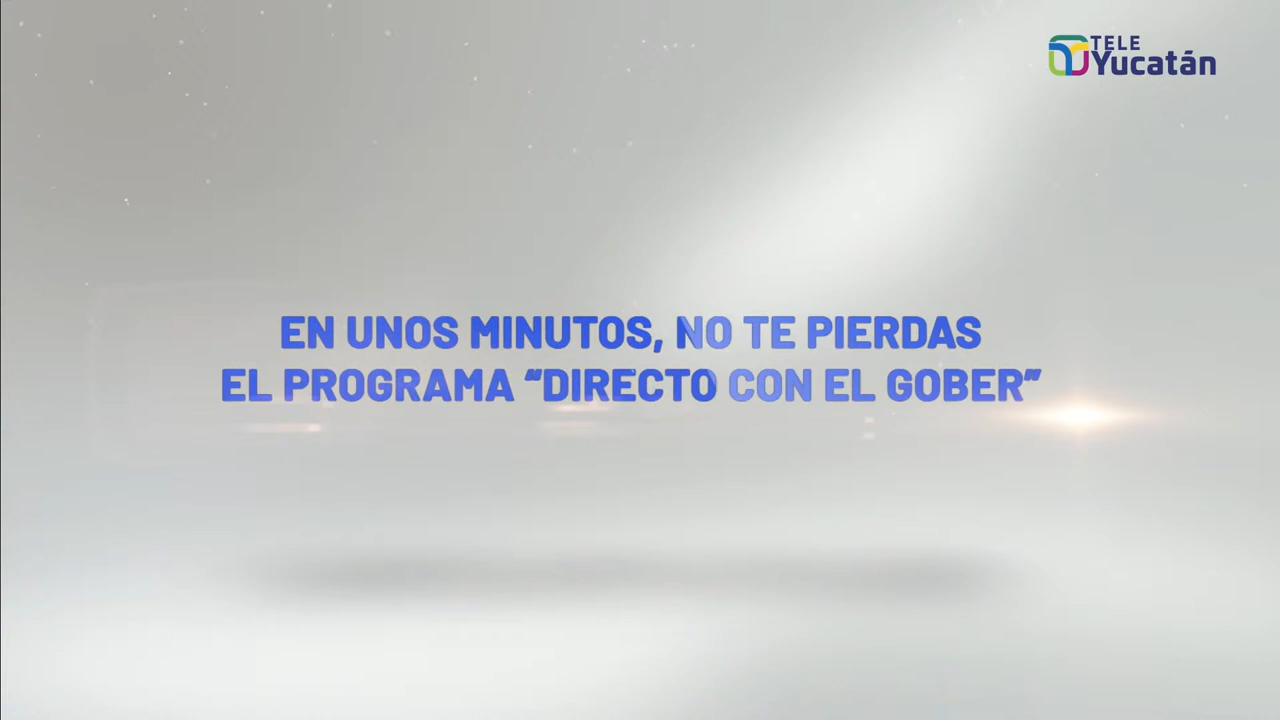 TELE
Yucatán
EN UNOS MINUTOS, NO TE PIERDAS
EL PROGRAMA “DIRECTO CON EL GOBER”